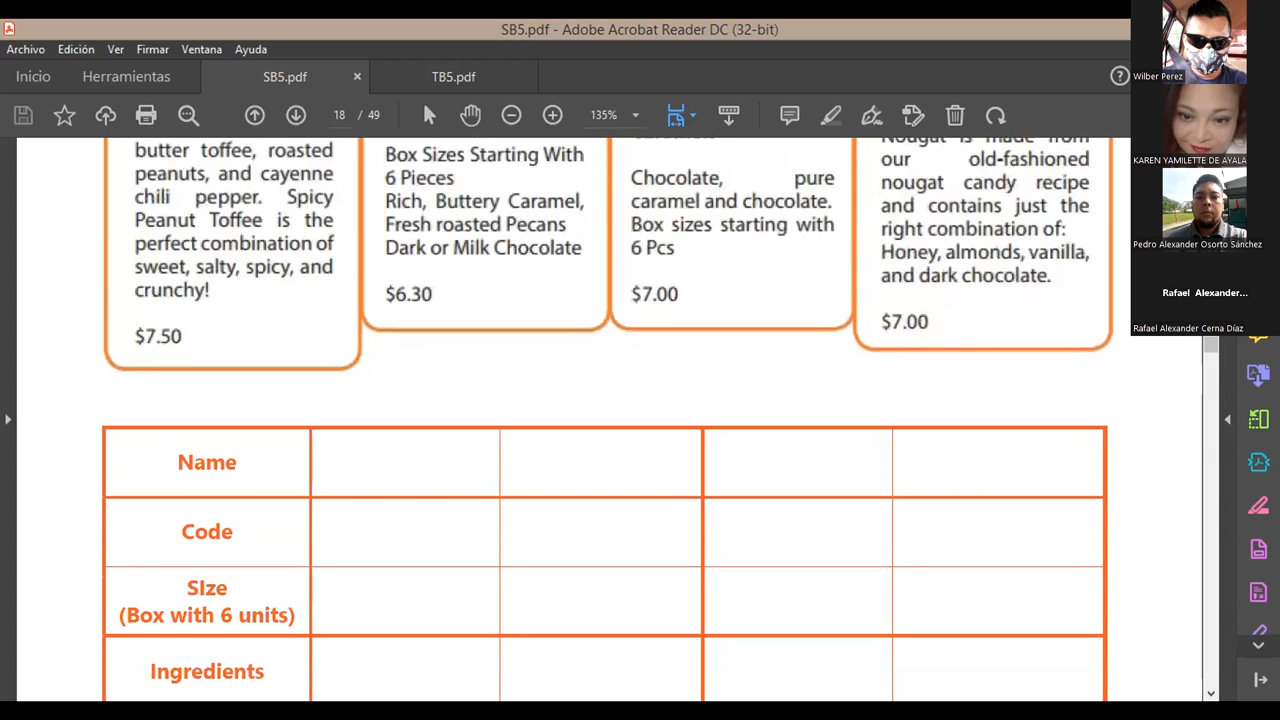 SB5.pdf - Adobe Acrobat Reader DC (32-bit)
Archivo Edición Ver Firmar Ventana Ayuda
Inicio Herramientas SB5.pdf × TB5.pdf
18 / 49 135%
butter toffee, roasted
peanuts, and cayenne
chili pepper. Spicy
Peanut Toffee is the
perfect combination of
sweet, salty, spicy, and
crunchy!
$7.50
Box Sizes Starting With
6 Pieces
Rich, Buttery Caramel,
Fresh roasted Pecans
Dark or Milk Chocolate
$6.30
Chocolate, pure
caramel and chocolate.
Box sizes starting with
6 Pcs
$7.00
Nougat is made from
our old-fashioned
nougat candy recipe
and contains just the
right combination of:
Honey, almonds, vanilla,
and dark chocolate.
$7.00
Name
Code
SIze
(Box with 6 units)
Ingredients
Wilber Perez
KAREN YAMILETTE DE AYALA
Pedro Alexander Osorto Sánchez
Rafael Alexander...
Rafael Alexander Cerna Díaz